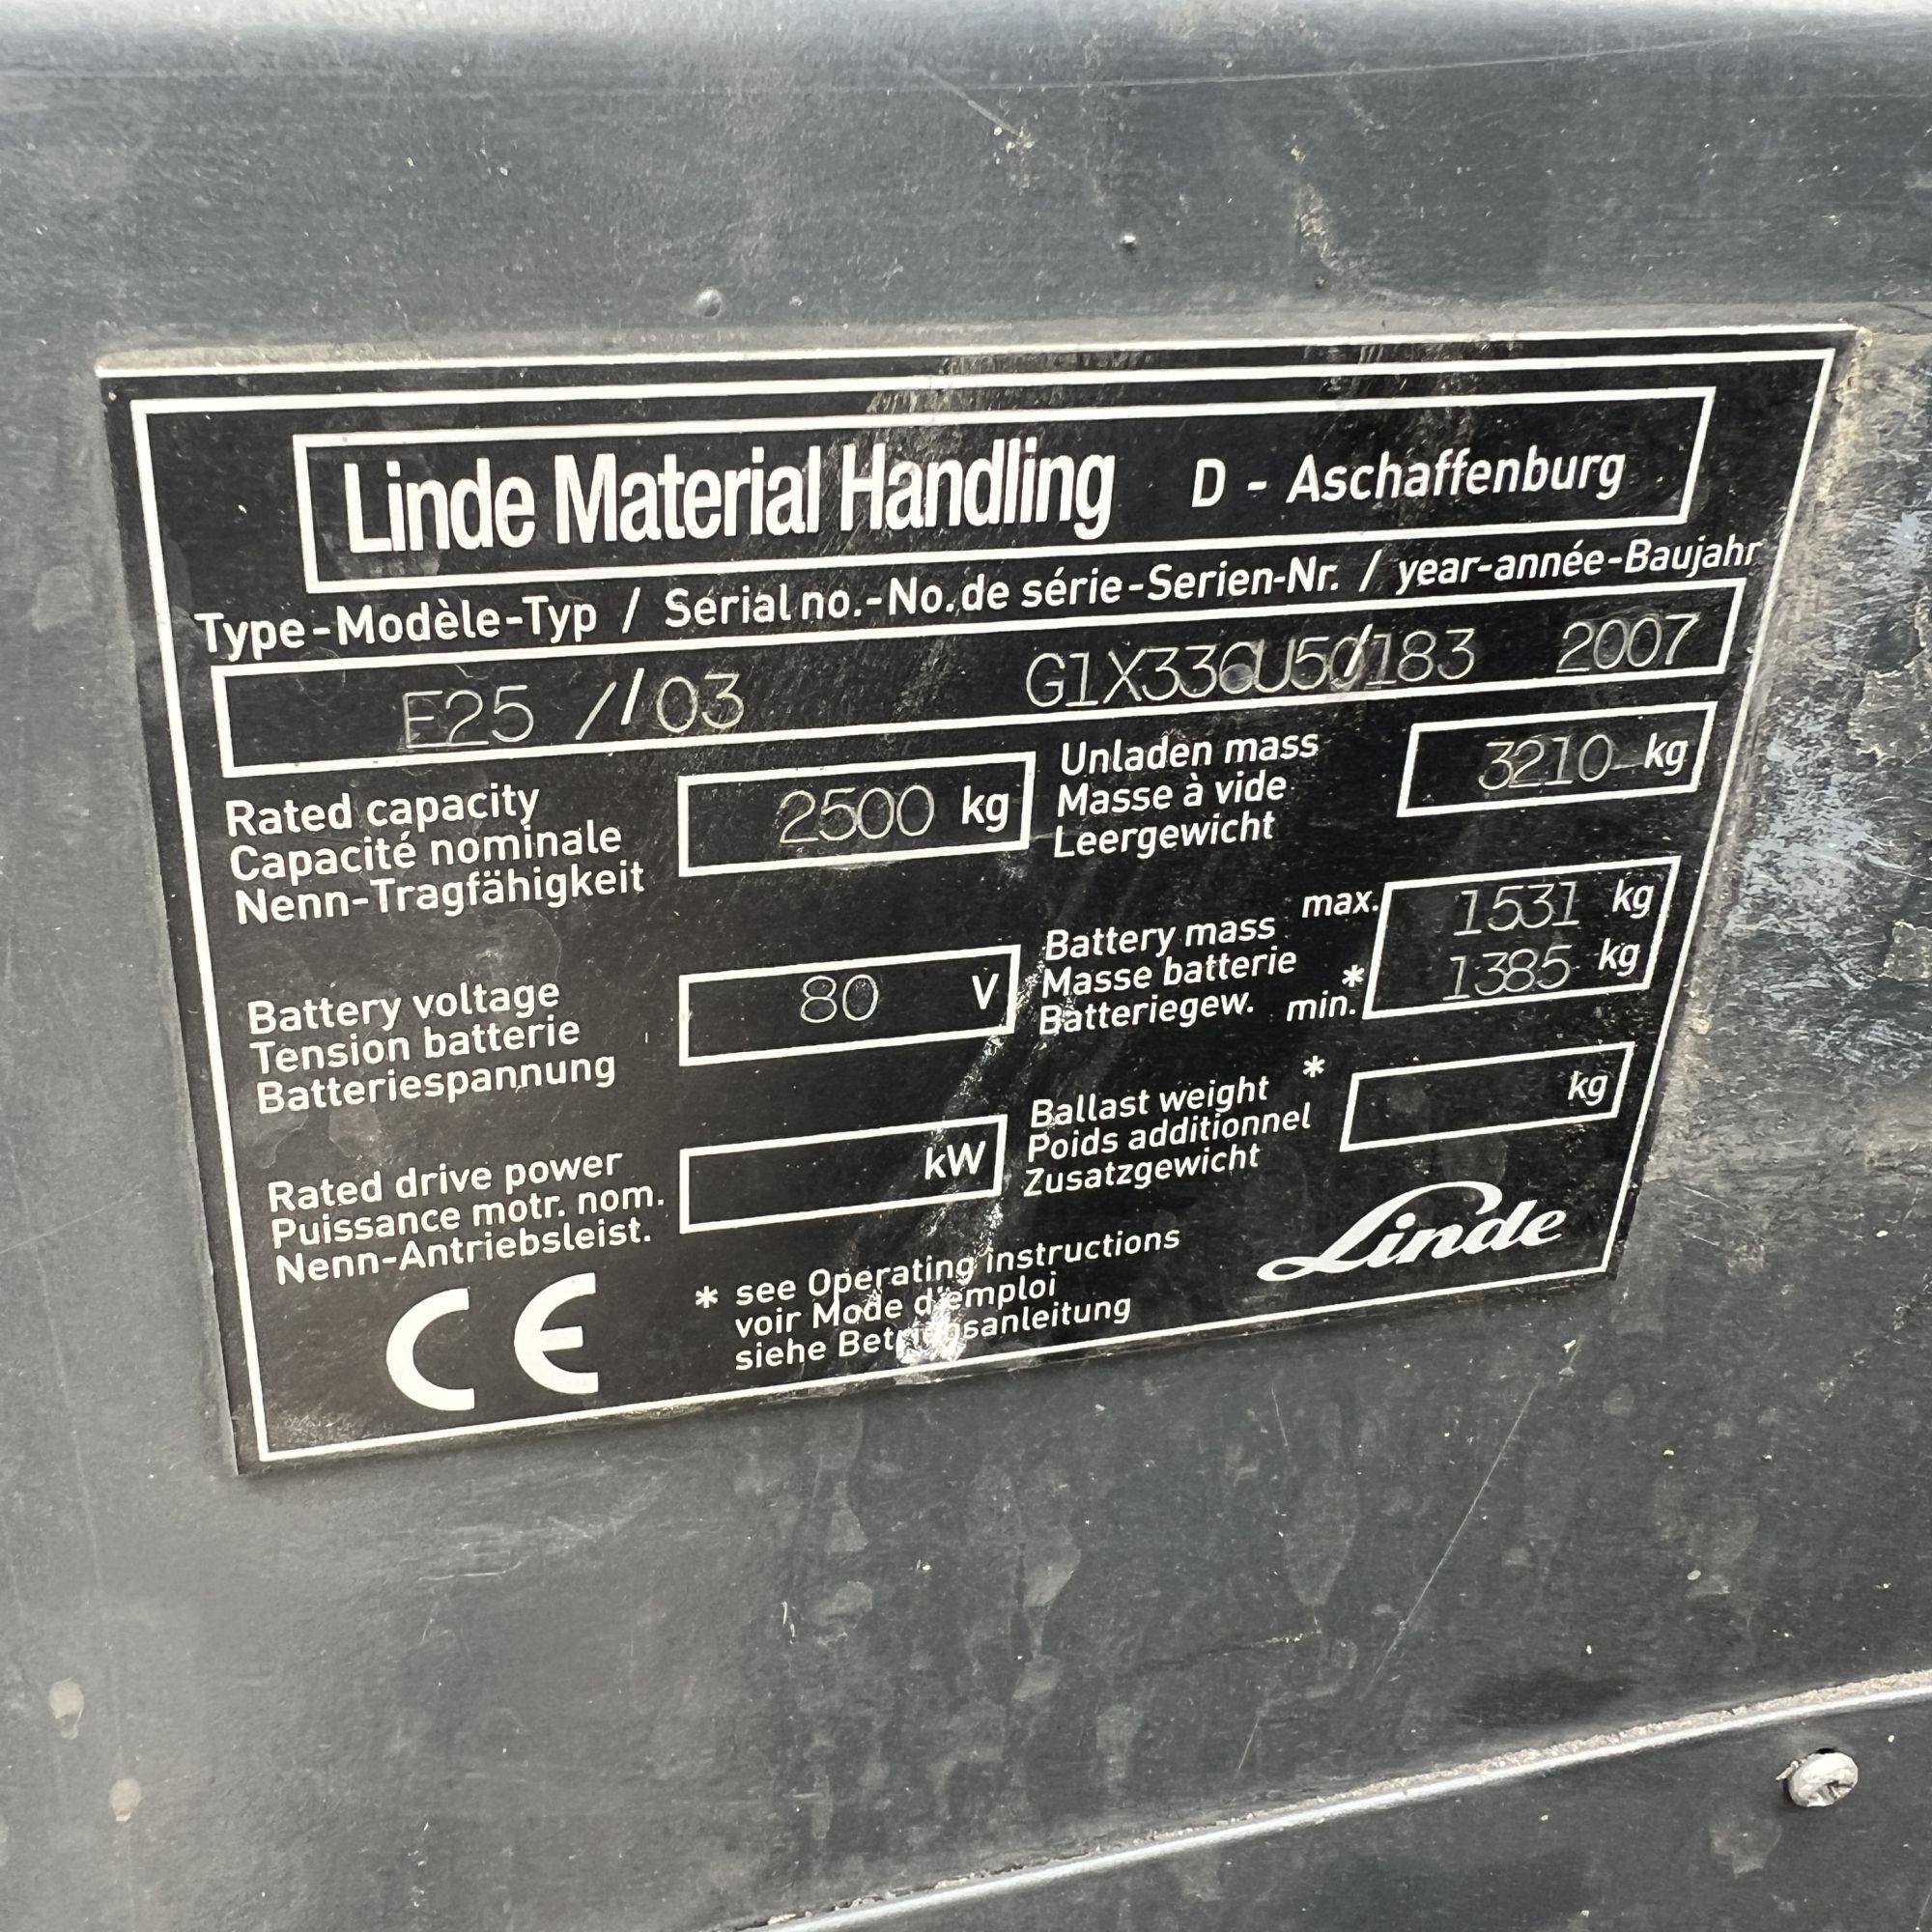 Linde Material Handling D - Aschaffenburg
Type-Modèle-Typ / Serial no.-No.de série-Serien-Nr. / year-année-Baujahr
E25 / /03 2007
Rated capacity
Capacité nominale
Nenn-Tragfähigkeit
2500 kg
Unladen mass
Masse à vide
Leergewicht
3210 kg
Battery voltage
Tension batterie
Batteriespannung
80 V
Battery mass
Masse batterie
Batteriegew.
max. 1531 kg
* min. 1385 kg
Rated drive power
Puissance motr. nom.
Nenn-Antriebsleist.
kW
Ballast weight *
Poids additionnel
Zusatzgewicht
kg
CE
* see Operating instructions
voir Mode d'emploi
siehe Betriebsanleitung
Linde